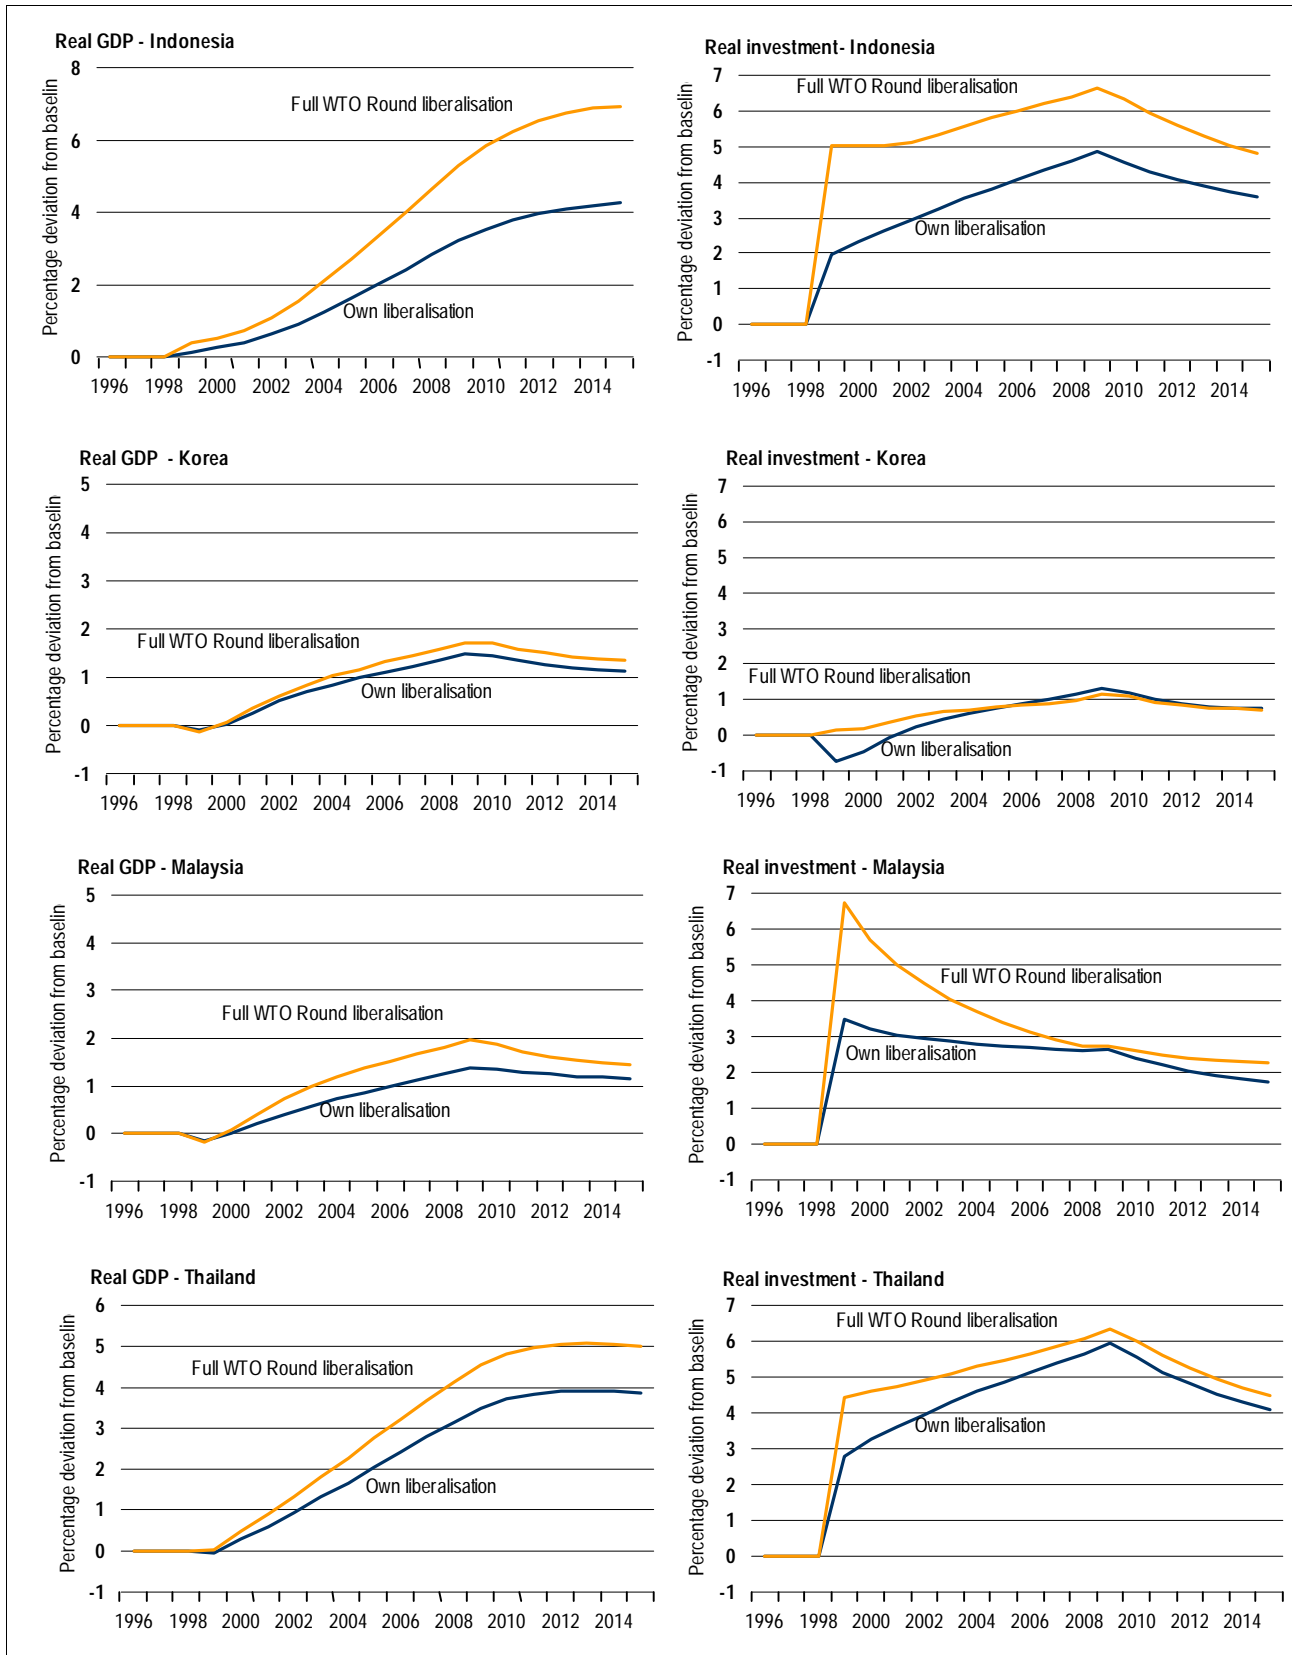 Real GDP - Indonesia
Percentage deviation from baselin
8
6
4
2
0
Full WTO Round liberalisation
Own liberalisation
1996 1998 2000 2002 2004 2006 2008 2010 2012 2014
Real investment- Indonesia
Percentage deviation from baselin
7
6
5
4
3
2
1
0
-1
Full WTO Round liberalisation
Own liberalisation
1996 1998 2000 2002 2004 2006 2008 2010 2012 2014
Real GDP - Korea
Percentage deviation from baselin
5
4
3
2
1
0
-1
Full WTO Round liberalisation
Own liberalisation
1996 1998 2000 2002 2004 2006 2008 2010 2012 2014
Real investment - Korea
Percentage deviation from baselin
7
6
5
4
3
2
1
0
-1
Full WTO Round liberalisation
Own liberalisation
1996 1998 2000 2002 2004 2006 2008 2010 2012 2014
Real GDP - Malaysia
Percentage deviation from baselin
5
4
3
2
1
0
-1
Full WTO Round liberalisation
Own liberalisation
1996 1998 2000 2002 2004 2006 2008 2010 2012 2014
Real investment - Malaysia
Percentage deviation from baselin
7
6
5
4
3
2
1
0
-1
Full WTO Round liberalisation
Own liberalisation
1996 1998 2000 2002 2004 2006 2008 2010 2012 2014
Real GDP - Thailand
Percentage deviation from baselin
6
5
4
3
2
1
0
-1
Full WTO Round liberalisation
Own liberalisation
1996 1998 2000 2002 2004 2006 2008 2010 2012 2014
Real investment - Thailand
Percentage deviation from baselin
7
6
5
4
3
2
1
0
-1
Full WTO Round liberalisation
Own liberalisation
1996 1998 2000 2002 2004 2006 2008 2010 2012 2014